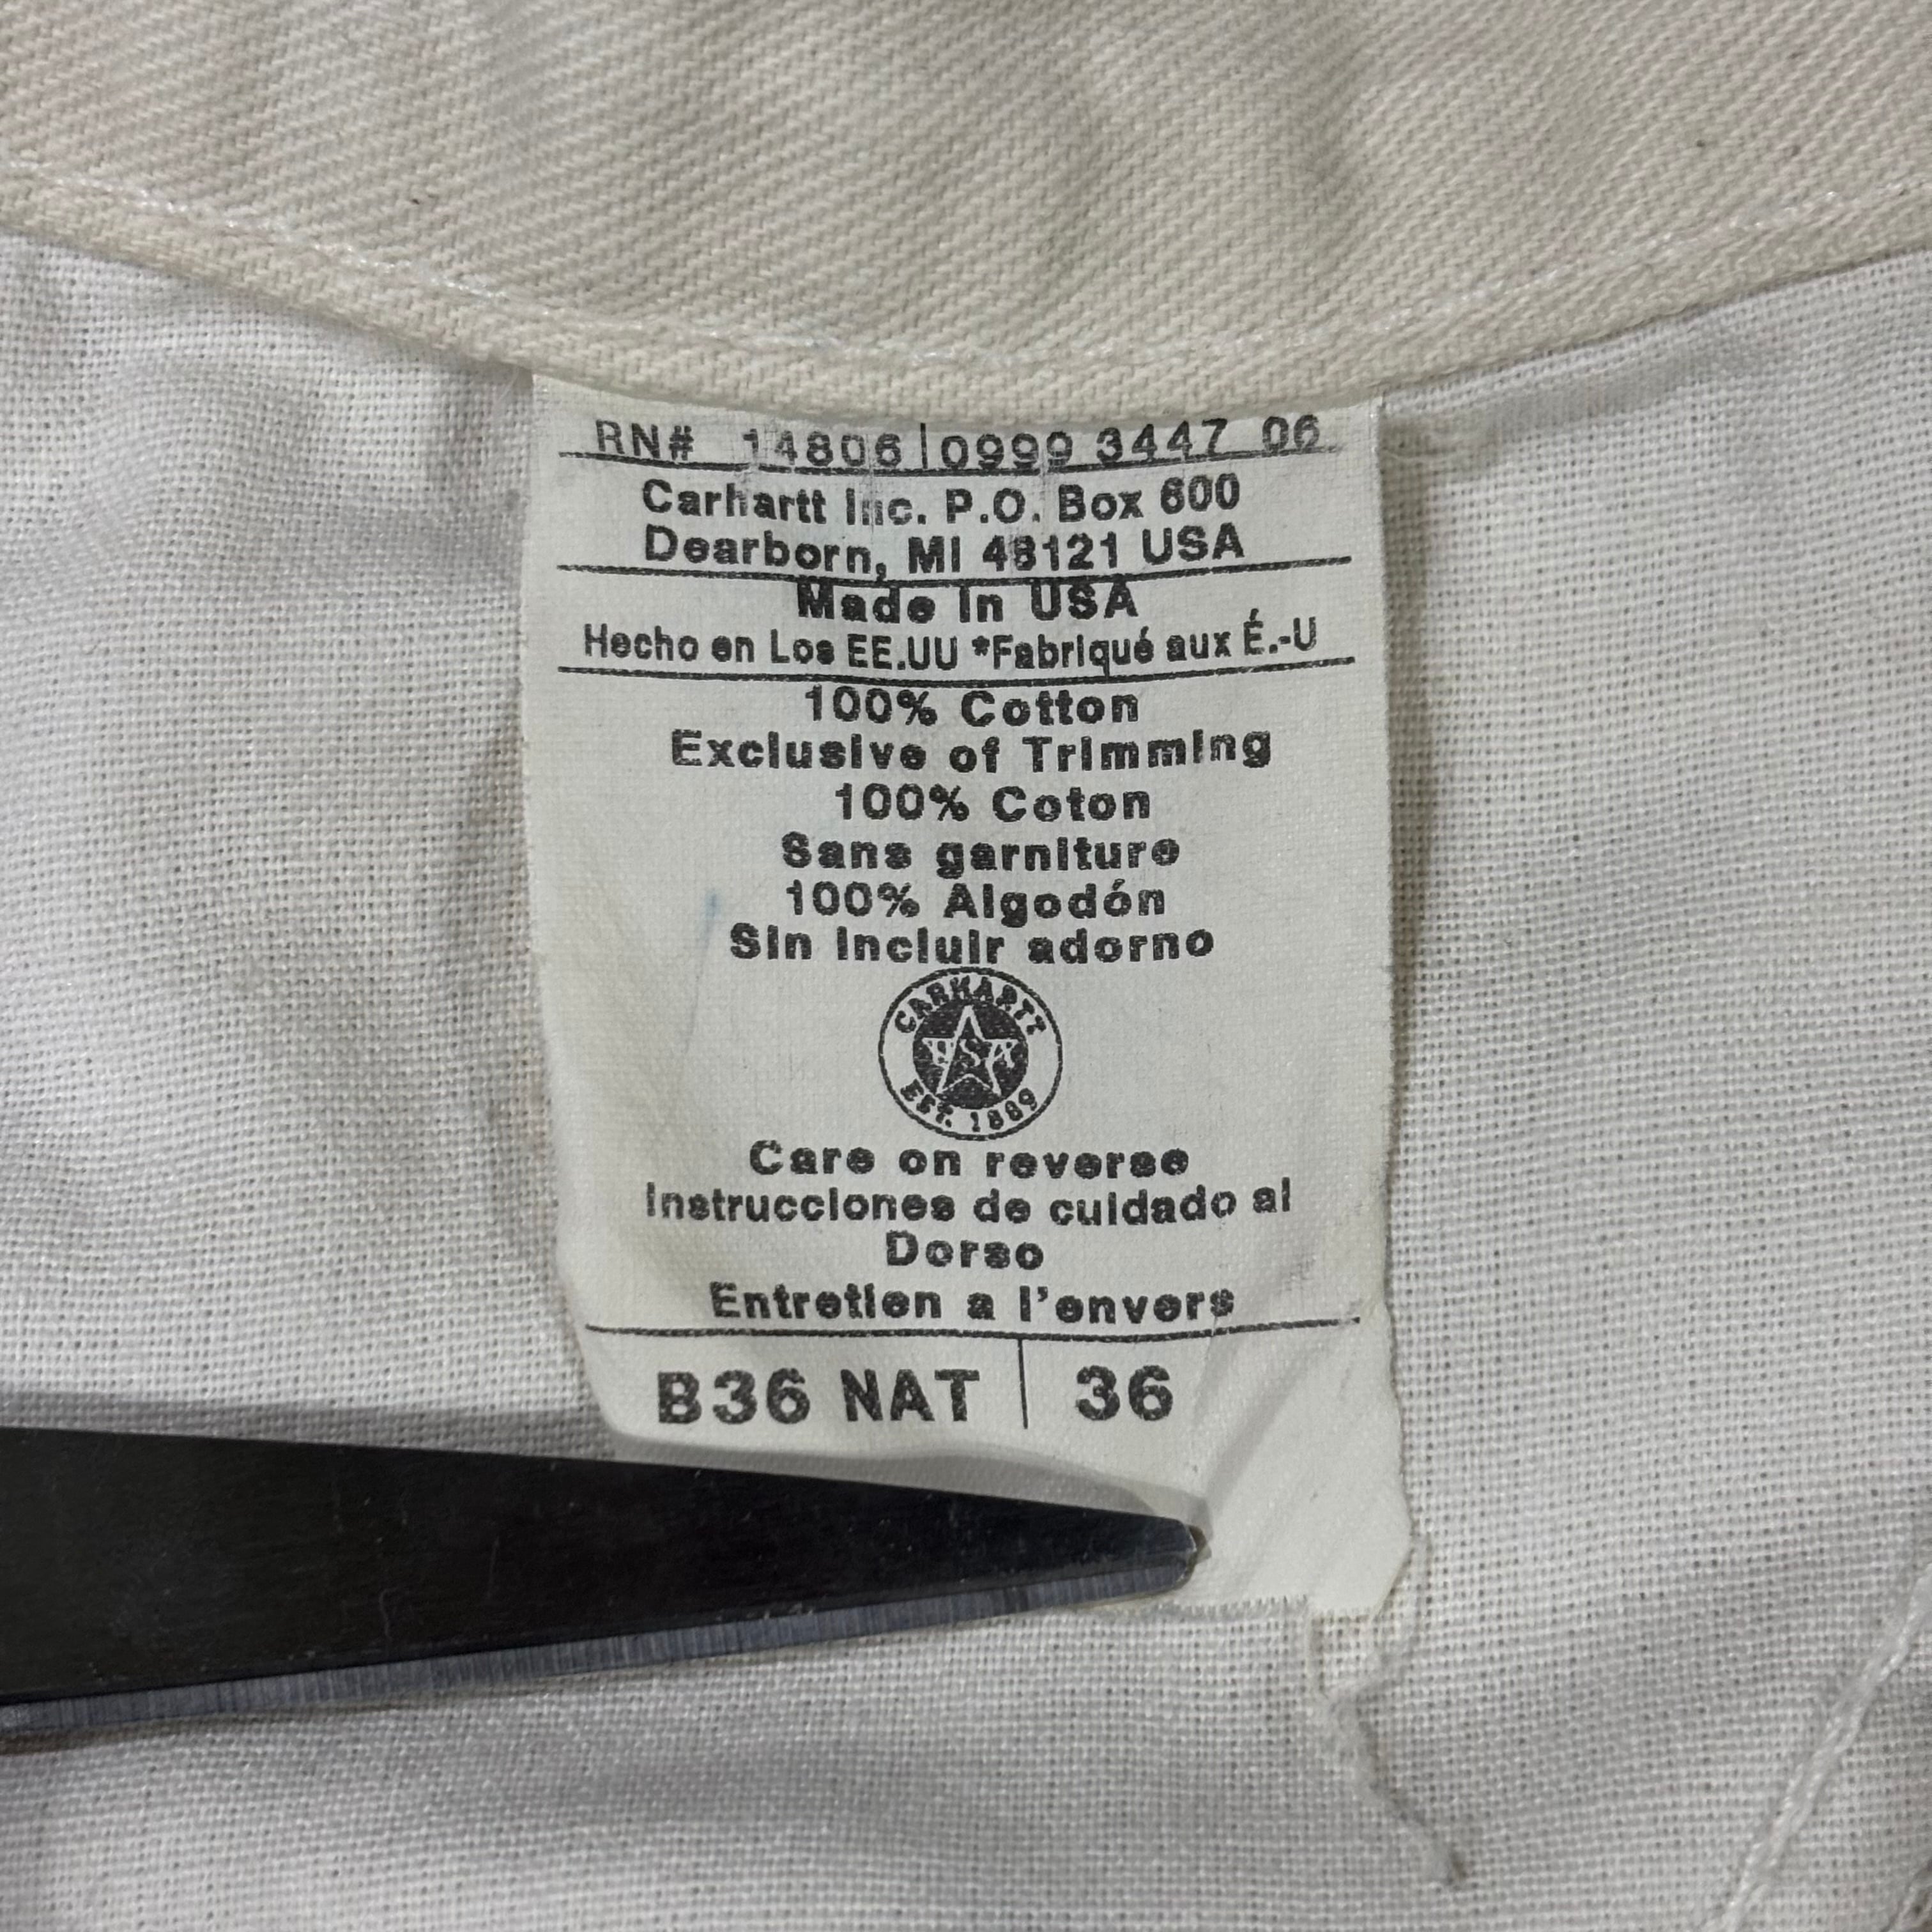 RN# 14806 | 0999 3447 06
Carhartt Inc. P.O. Box 600
Dearborn, MI 48121 USA
Made in USA
Hecho en Los EE.UU *Fabriqué aux É.-U
100% Cotton
Exclusive of Trimming
100% Coton
Sans garniture
100% Algodón
Sin incluir adorno
CARHARTT
USA
EST. 1889
Care on reverse
Instrucciones de cuidado al
Dorso
Entretien a l'envers
B36 NAT | 36